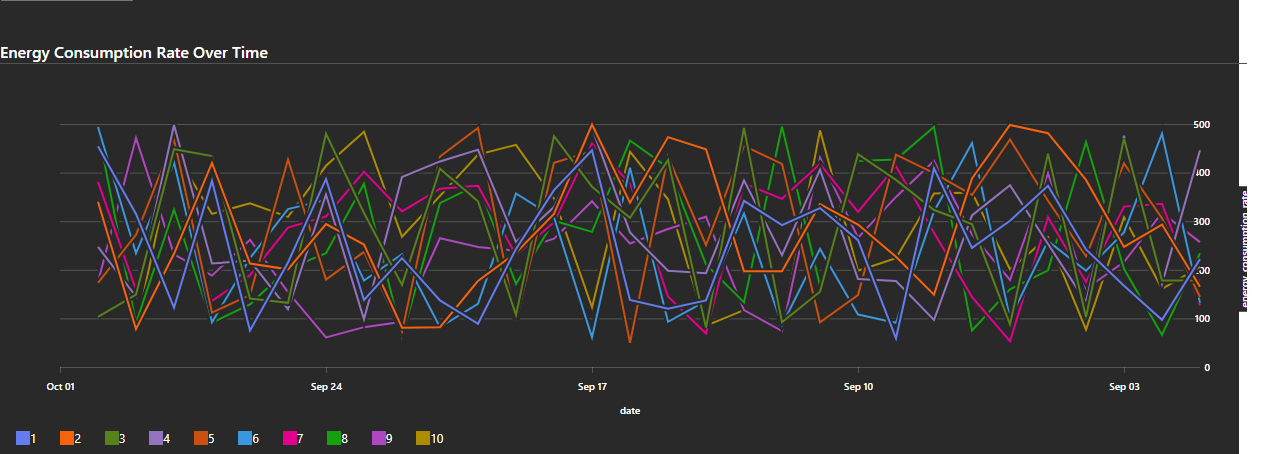 Energy Consumption Rate Over Time
500
400
300
200
100
0
energy_consumption_rate
Oct 01
Sep 24
Sep 17
Sep 10
Sep 03
date
1
2
3
4
5
6
7
8
9
10